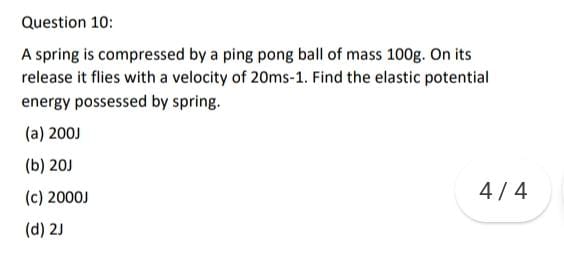 Question 10:
A spring is compressed by a ping pong ball of mass 100g. On its
release it flies with a velocity of 20ms-1. Find the elastic potential
energy possessed by spring.
(a) 200J
(b) 20J
(c) 2000J
4 / 4
(d) 2J